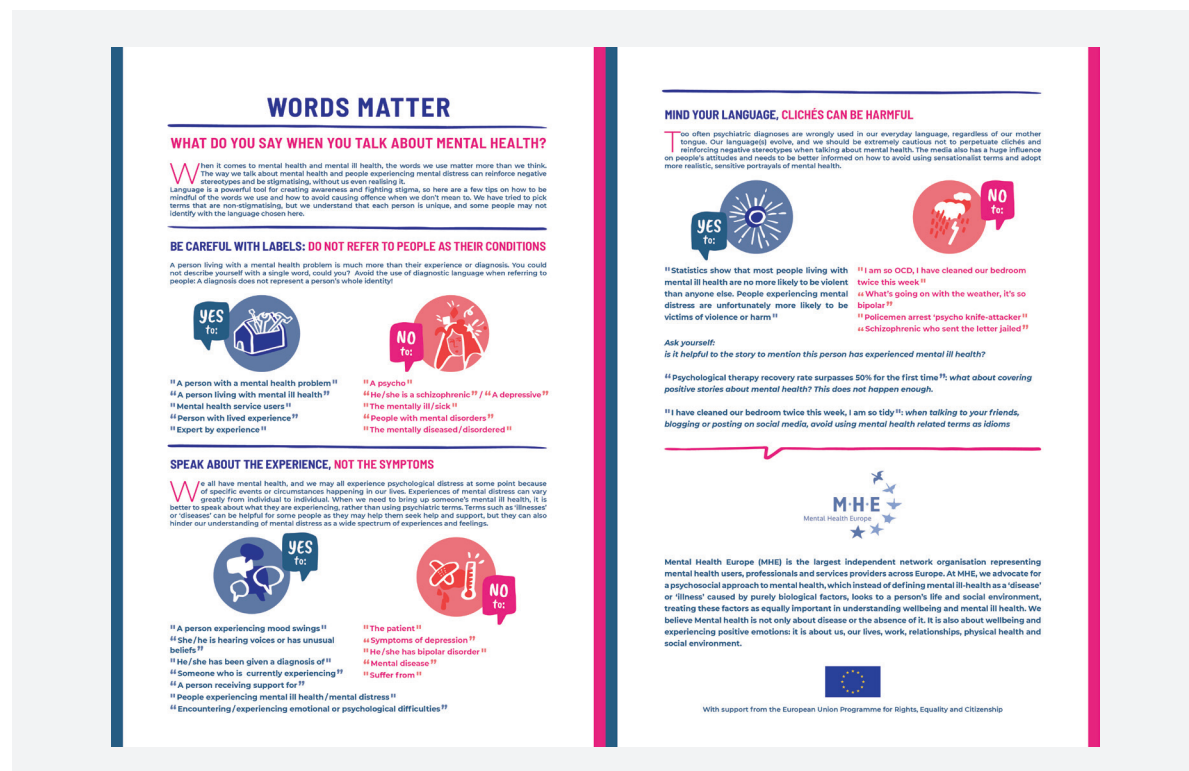 WORDS MATTER
WHAT DO YOU SAY WHEN YOU TALK ABOUT MENTAL HEALTH?
When it comes to mental health and mental ill health, the words we use matter more than we think.
The way we talk about mental health and people experiencing mental distress can reinforce negative
stereotypes and be stigmatising, without us even realising it.
Language is a powerful tool for creating awareness and fighting stigma, so here are a few tips on how to be
mindful of the words we use and how to avoid causing offence when we don't mean to. We have tried to pick
terms that are non-stigmatising, but we understand that each person is unique, and some people may not
identify with the language chosen here.
BE CAREFUL WITH LABELS: DO NOT REFER TO PEOPLE AS THEIR CONDITIONS
A person living with a mental health problem is much more than their experience or diagnosis. You could
not describe yourself with a single word, could you? Avoid the use of diagnostic language when referring to
people: A diagnosis does not represent a person's whole identity!
YES
to:
"A person with a mental health problem"
"A person living with mental ill health"
"Mental health service users"
"Person with lived experience"
"Expert by experience"
NO
to:
"A psycho"
"He/she is a schizophrenic" / "A depressive"
"The mentally ill/sick"
"People with mental disorders"
"The mentally diseased/disordered"
SPEAK ABOUT THE EXPERIENCE, NOT THE SYMPTOMS
We all have mental health, and we may all experience psychological distress at some point because
of specific events or circumstances happening in our lives. Experiences of mental distress can vary
greatly from individual to individual. When we need to bring up someone's mental ill health, it is
better to speak about what they are experiencing, rather than using psychiatric terms. Terms such as 'illnesses'
or 'diseases' can be helpful for some people as they may help them seek help and support, but they can also
hinder our understanding of mental distress as a wide spectrum of experiences and feelings.
YES
to:
"A person experiencing mood swings"
"She/he is hearing voices or has unusual
beliefs"
"He/she has been given a diagnosis of"
"Someone who is currently experiencing"
"A person receiving support for"
"People experiencing mental ill health/mental distress"
"Encountering/experiencing emotional or psychological difficulties"
NO
to:
"The patient"
"Symptoms of depression"
"He/she has bipolar disorder"
"Mental disease"
"Suffer from"
MIND YOUR LANGUAGE, CLICHÉS CAN BE HARMFUL
Too often psychiatric diagnoses are wrongly used in our everyday language, regardless of our mother
tongue. Our language(s) evolve, and we should be extremely cautious not to perpetuate clichés and
reinforcing negative stereotypes when talking about mental health. The media also has a huge influence
on people's attitudes and needs to be better informed on how to avoid using sensationalist terms and adopt
more realistic, sensitive portrayals of mental health.
YES
to:
"Statistics show that most people living with
mental ill health are no more likely to be violent
than anyone else. People experiencing mental
distress are unfortunately more likely to be
victims of violence or harm"
NO
to:
"I am so OCD, I have cleaned our bedroom
twice this week"
"What's going on with the weather, it's so
bipolar"
"Policemen arrest 'psycho knife-attacker"
"Schizophrenic who sent the letter jailed"
Ask yourself:
is it helpful to the story to mention this person has experienced mental ill health?
"Psychological therapy recovery rate surpasses 50% for the first time": what about covering
positive stories about mental health? This does not happen enough.
"I have cleaned our bedroom twice this week, I am so tidy": when talking to your friends,
blogging or posting on social media, avoid using mental health related terms as idioms
M·H·E
Mental Health Europe
Mental Health Europe (MHE) is the largest independent network organisation representing
mental health users, professionals and services providers across Europe. At MHE, we advocate for
a psychosocial approach to mental health, which instead of defining mental ill-health as a 'disease'
or 'illness' caused by purely biological factors, looks to a person's life and social environment,
treating these factors as equally important in understanding wellbeing and mental ill health. We
believe Mental health is not only about disease or the absence of it. It is also about wellbeing and
experiencing positive emotions: it is about us, our lives, work, relationships, physical health and
social environment.
With support from the European Union Programme for Rights, Equality and Citizenship